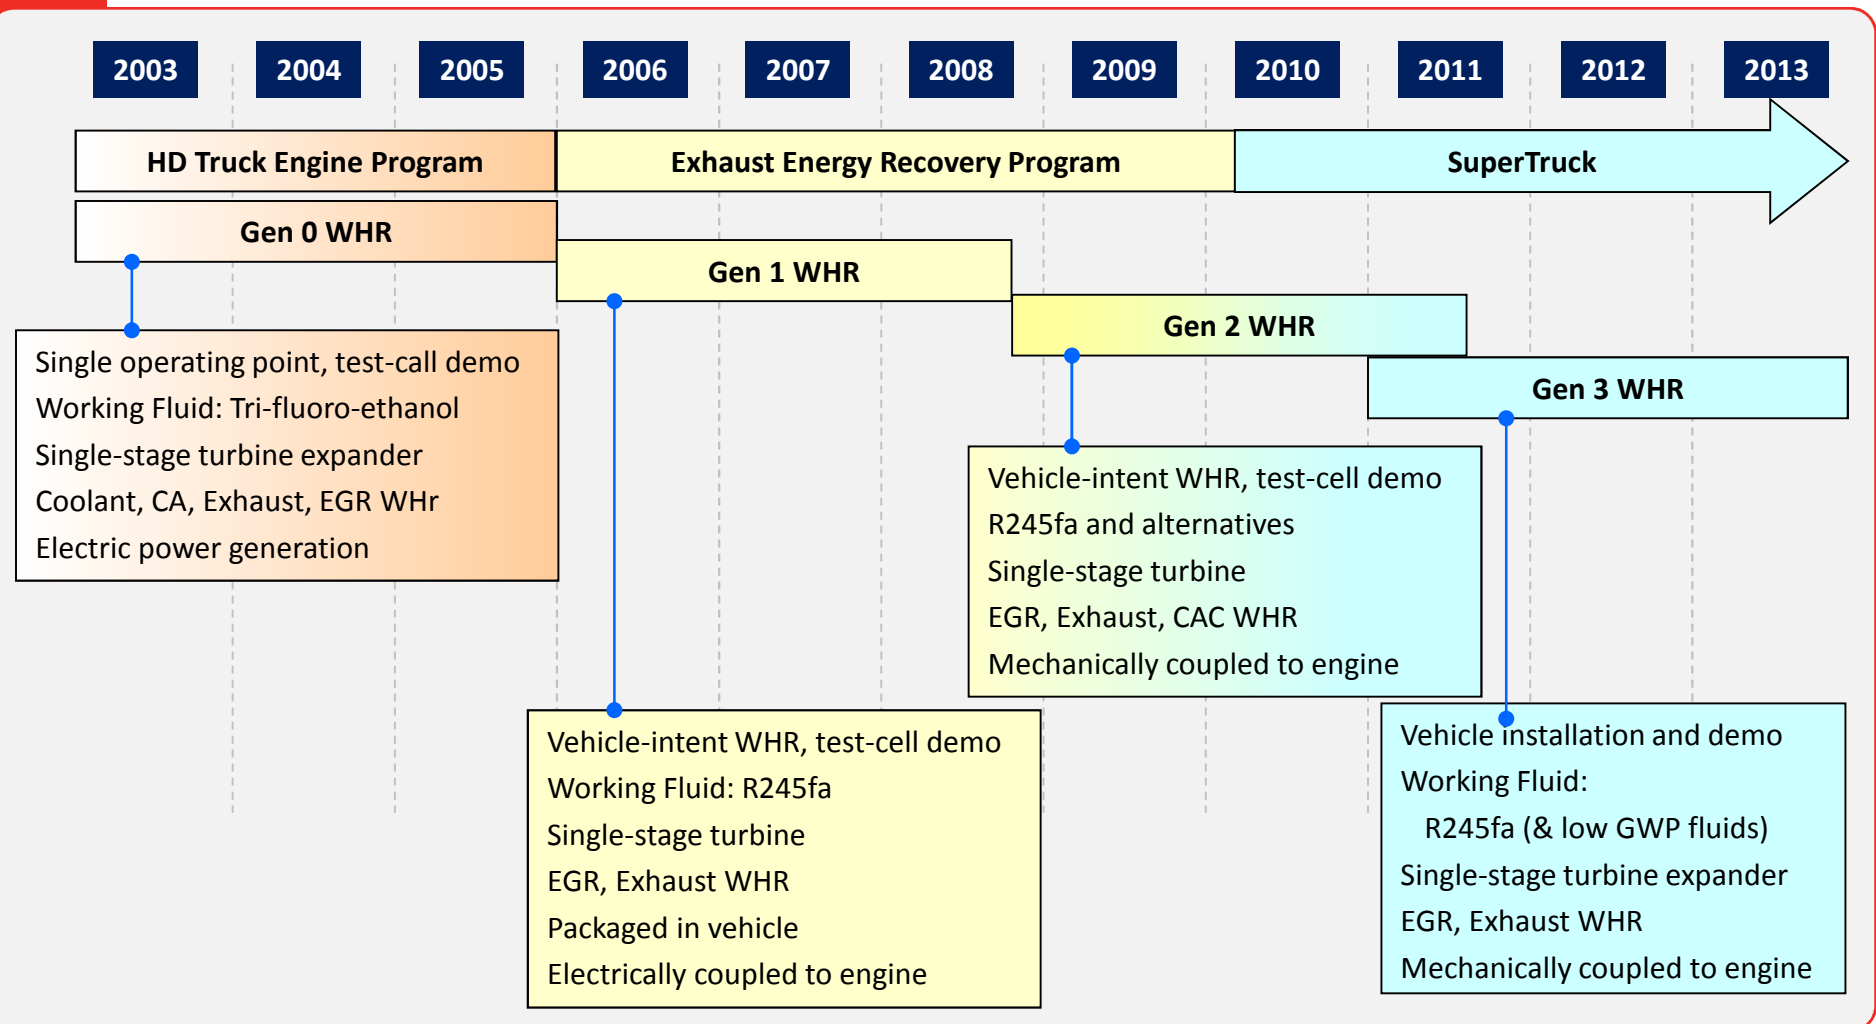 2003
2004
2005
2006
2007
2008
2009
2010
2011
2012
2013
HD Truck Engine Program
Exhaust Energy Recovery Program
SuperTruck
Gen 0 WHR
Gen 1 WHR
Gen 2 WHR
Gen 3 WHR
Single operating point, test-call demo
Working Fluid: Tri-fluoro-ethanol
Single-stage turbine expander
Coolant, CA, Exhaust, EGR WHr
Electric power generation
Vehicle-intent WHR, test-cell demo
R245fa and alternatives
Single-stage turbine
EGR, Exhaust, CAC WHR
Mechanically coupled to engine
Vehicle-intent WHR, test-cell demo
Working Fluid: R245fa
Single-stage turbine
EGR, Exhaust WHR
Packaged in vehicle
Electrically coupled to engine
Vehicle installation and demo
Working Fluid:
R245fa (& low GWP fluids)
Single-stage turbine expander
EGR, Exhaust WHR
Mechanically coupled to engine